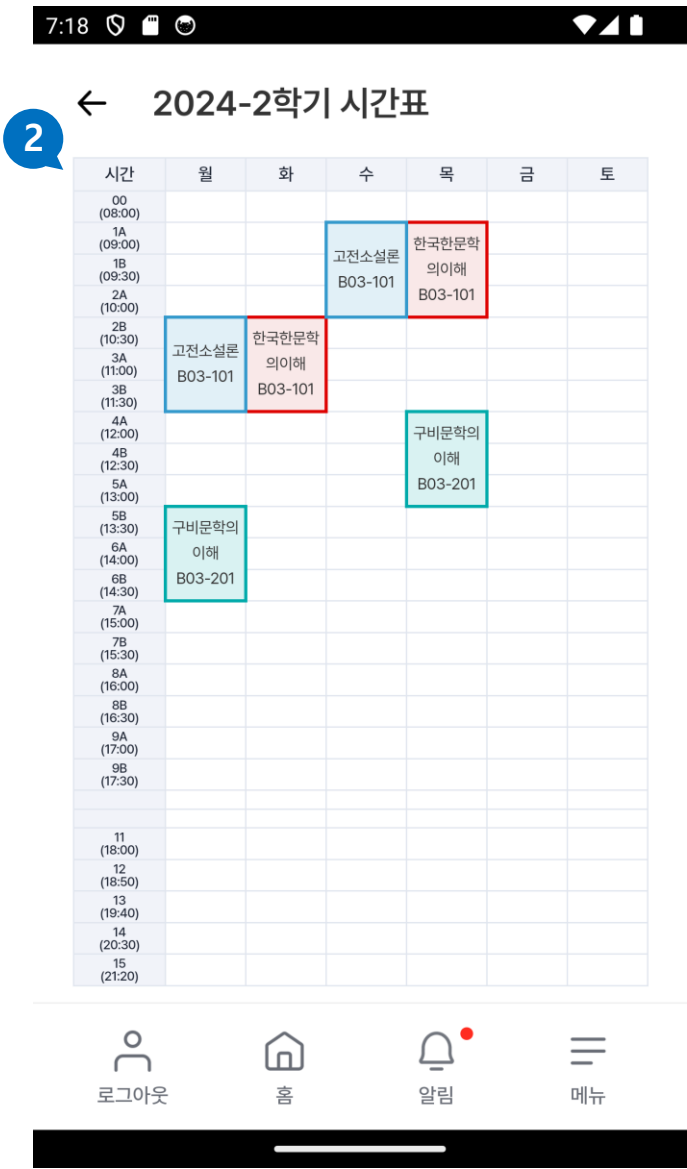 7:18
2024-2학기 시간표
2
시간 월 화 수 목 금 토
00
(08:00)
1A
(09:00)
1B
(09:30)
2A
(10:00)
2B
(10:30)
3A
(11:00)
3B
(11:30)
4A
(12:00)
4B
(12:30)
5A
(13:00)
5B
(13:30)
6A
(14:00)
6B
(14:30)
7A
(15:00)
7B
(15:30)
8A
(16:00)
8B
(16:30)
9A
(17:00)
9B
(17:30)
11
(18:00)
12
(18:50)
13
(19:40)
14
(20:30)
15
(21:20)
고전소설론
B03-101
구비문학의
이해
B03-201
한국한문학
의이해
B03-101
고전소설론
B03-101
한국한문학
의이해
B03-101
구비문학의
이해
B03-201
로그아웃 홈 알림 메뉴